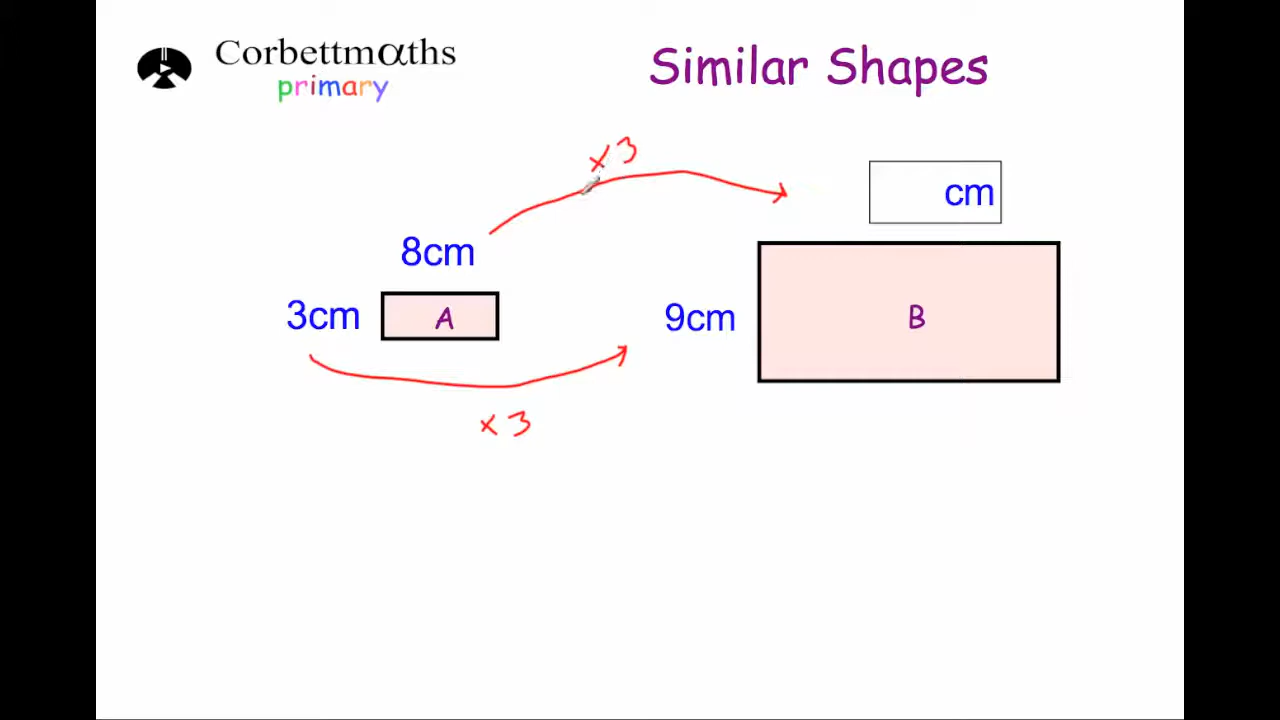 Corbettmαths
primary
Similar Shapes
×3
cm
8cm
3cm
A
9cm
B
×3